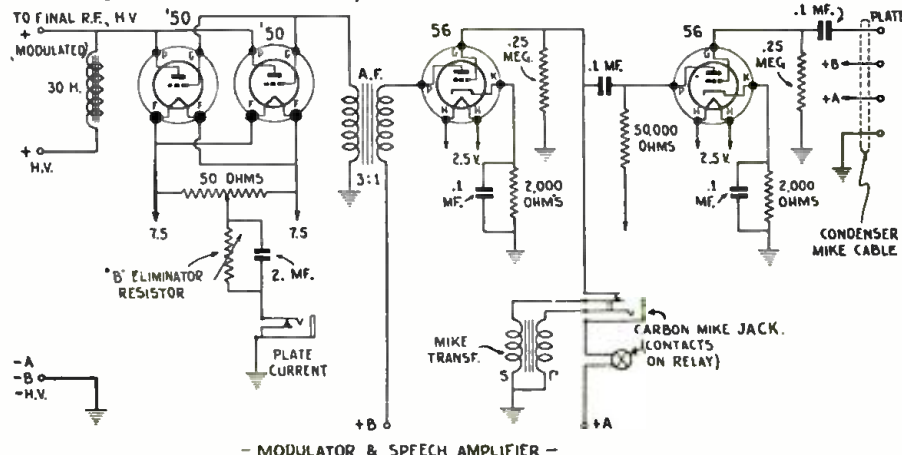 TO FINAL R.F., H.V
+
(MODULATED)
30 H.
+
H.V.
'50
'50
P
G
F
F
P
G
F
F
50 OHMS
7.5
7.5
"B" ELIMINATOR
RESISTOR
2. MF.
PLATE
CURRENT
-A
-B
-H.V.
A.F.
3:1
56
G
P
K
H
H
2.5 V.
.25
MEG.
.1
MF.
2,000
OHMS
.1 MF.
50,000
OHMS
56
G
P
K
H
H
2.5 V.
.25
MEG
.1 MF.
.1
MF.
2,000
OHMS
PLATE
+B
+A
CONDENSER
MIKE CABLE
MIKE
TRANSF.
S
P
CARBON MIKE JACK.
(CONTACTS
ON RELAY)
+B
+A
- MODULATOR & SPEECH AMPLIFIER -